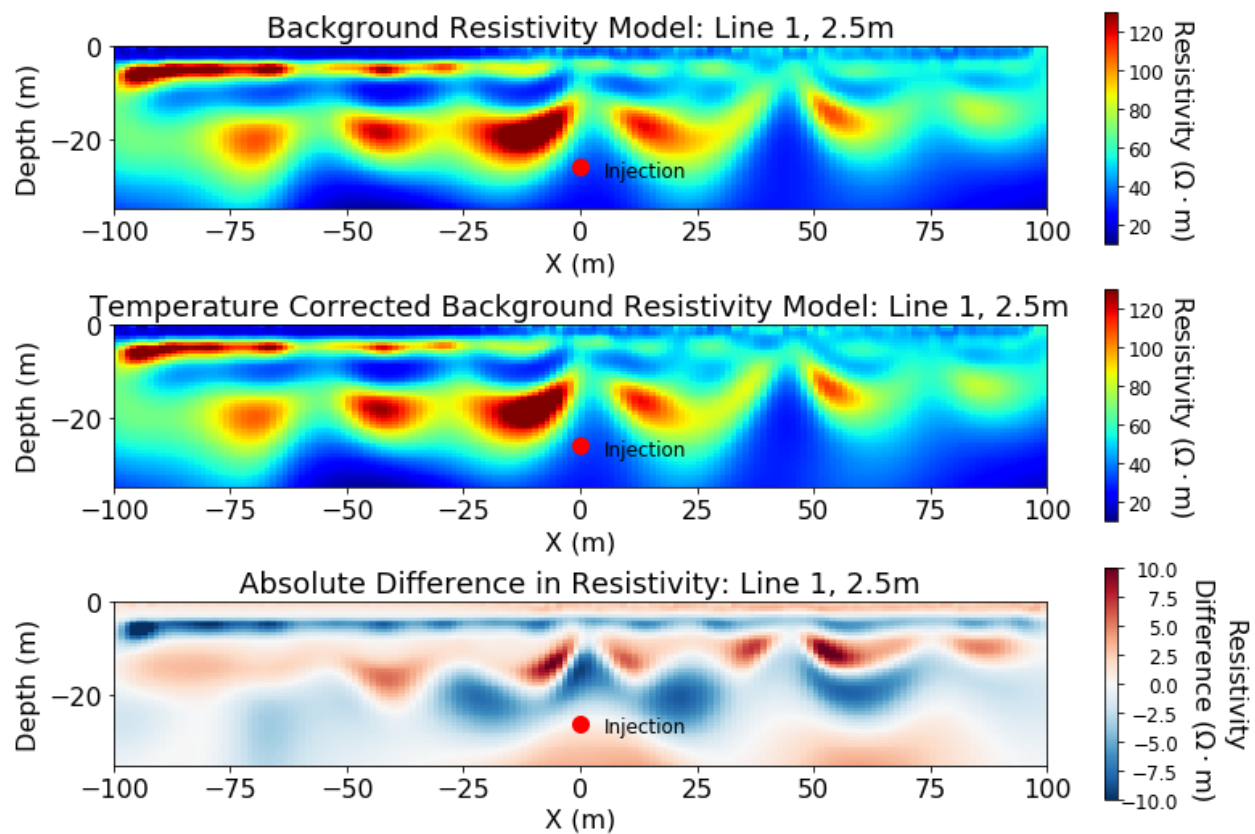 Background Resistivity Model: Line 1, 2.5m
0
−20
Depth (m)
Injection
−100 −75 −50 −25 0 25 50 75 100
X (m)
120
100
80
60
40
20
Resistivity (Ω · m)
Temperature Corrected Background Resistivity Model: Line 1, 2.5m
0
−20
Depth (m)
Injection
−100 −75 −50 −25 0 25 50 75 100
X (m)
120
100
80
60
40
20
Resistivity (Ω · m)
Absolute Difference in Resistivity: Line 1, 2.5m
0
−20
Depth (m)
Injection
−100 −75 −50 −25 0 25 50 75 100
X (m)
10.0
7.5
5.0
2.5
0.0
−2.5
−5.0
−7.5
−10.0
Resistivity
Difference (Ω · m)